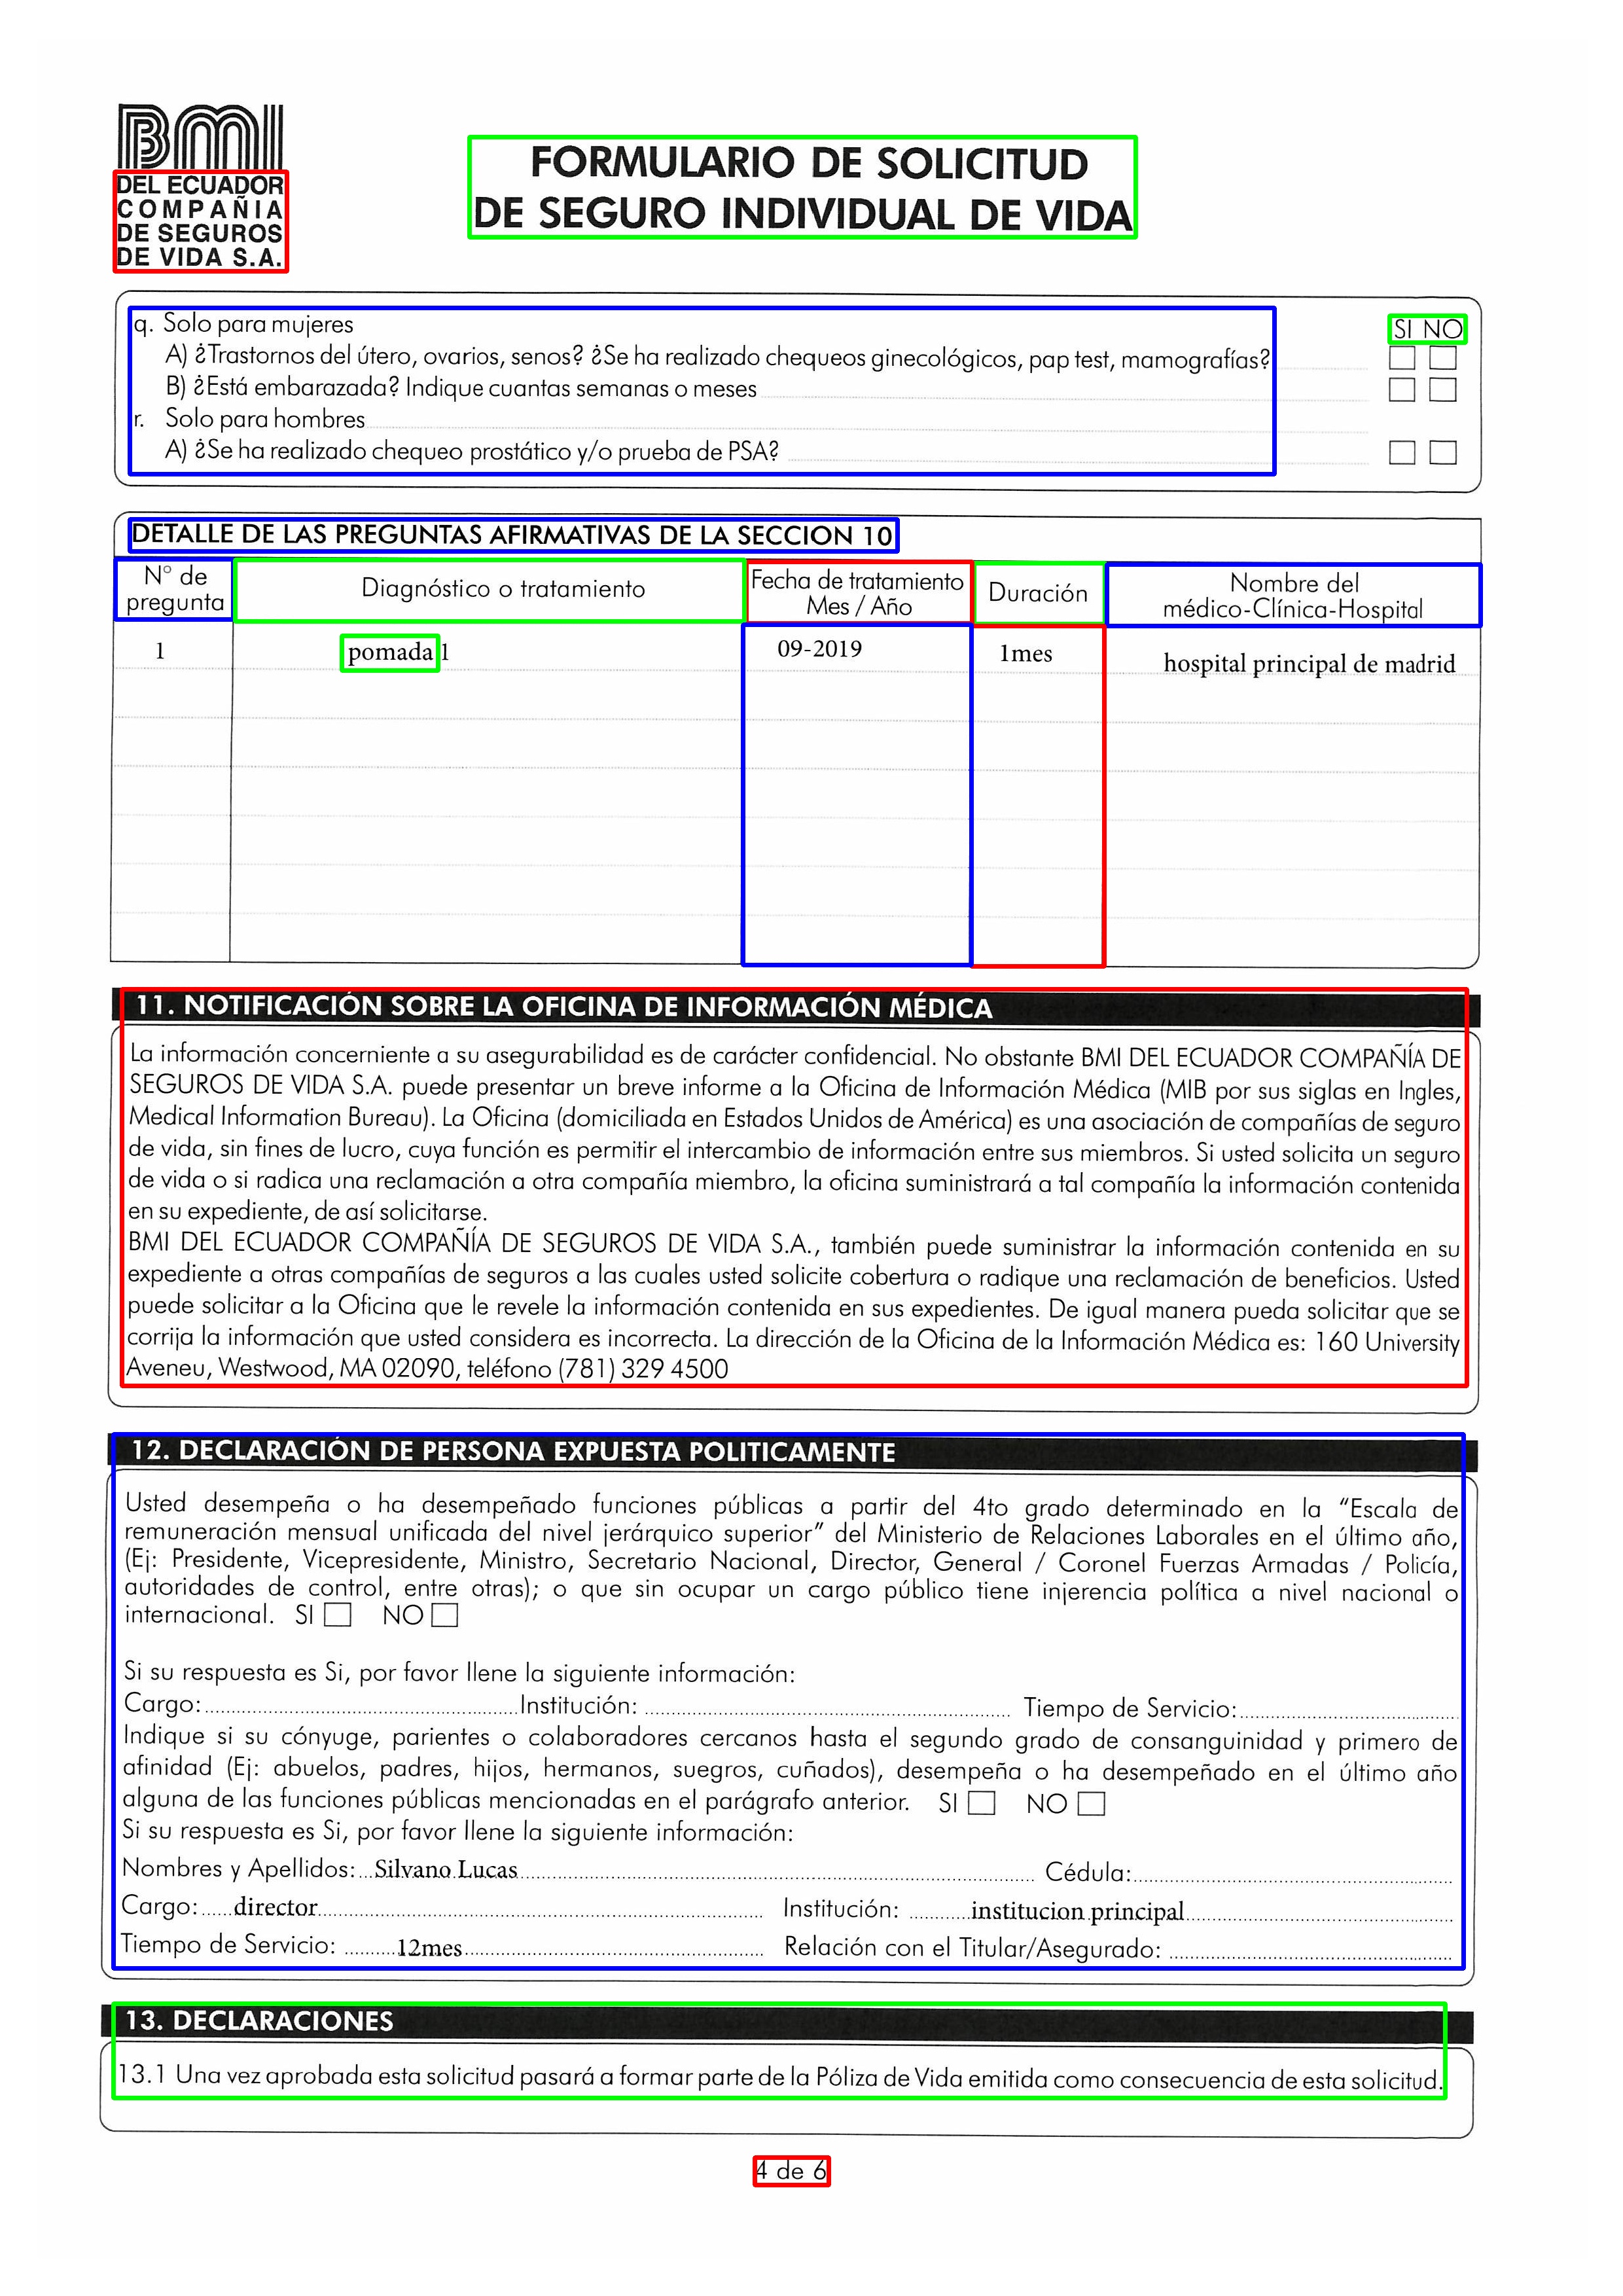 BMI
DEL ECUADOR
COMPAÑIA
DE SEGUROS
DE VIDA S.A.
FORMULARIO DE SOLICITUD
DE SEGURO INDIVIDUAL DE VIDA
q. Solo para mujeres
SI NO
A) ¿Trastornos del útero, ovarios, senos? ¿Se ha realizado chequeos ginecológicos, pap test, mamografías?
B) ¿Está embarazada? Indique cuantas semanas o meses
r. Solo para hombres
A) ¿Se ha realizado chequeo prostático y/o prueba de PSA?
DETALLE DE LAS PREGUNTAS AFIRMATIVAS DE LA SECCION 10
N° de pregunta
Diagnóstico o tratamiento
Fecha de tratamiento Mes / Año
Duración
Nombre del médico-Clínica-Hospital
1 pomada 1 09-2019 1mes hospital principal de madrid
11. NOTIFICACIÓN SOBRE LA OFICINA DE INFORMACIÓN MÉDICA
La información concerniente a su asegurabilidad es de carácter confidencial. No obstante BMI DEL ECUADOR COMPAÑÍA DE
SEGUROS DE VIDA S.A. puede presentar un breve informe a la Oficina de Información Médica (MIB por sus siglas en Ingles,
Medical Information Bureau). La Oficina (domiciliada en Estados Unidos de América) es una asociación de compañías de seguro
de vida, sin fines de lucro, cuya función es permitir el intercambio de información entre sus miembros. Si usted solicita un seguro
de vida o si radica una reclamación a otra compañía miembro, la oficina suministrará a tal compañía la información contenida
en su expediente, de así solicitarse.
BMI DEL ECUADOR COMPAÑÍA DE SEGUROS DE VIDA S.A., también puede suministrar la información contenida en su
expediente a otras compañías de seguros a las cuales usted solicite cobertura o radique una reclamación de beneficios. Usted
puede solicitar a la Oficina que le revele la información contenida en sus expedientes. De igual manera pueda solicitar que se
corrija la información que usted considera es incorrecta. La dirección de la Oficina de la Información Médica es: 160 University
Aveneu, Westwood, MA 02090, teléfono (781) 329 4500
12. DECLARACIÓN DE PERSONA EXPUESTA POLITICAMENTE
Usted desempeña o ha desempeñado funciones públicas a partir del 4to grado determinado en la “Escala de
remuneración mensual unificada del nivel jerárquico superior” del Ministerio de Relaciones Laborales en el último año,
(Ej: Presidente, Vicepresidente, Ministro, Secretario Nacional, Director, General / Coronel Fuerzas Armadas / Policía,
autoridades de control, entre otras); o que sin ocupar un cargo público tiene injerencia política a nivel nacional o
internacional. SI NO
Si su respuesta es Si, por favor llene la siguiente información:
Cargo: Institución: Tiempo de Servicio:
Indique si su cónyuge, parientes o colaboradores cercanos hasta el segundo grado de consanguinidad y primero de
afinidad (Ej: abuelos, padres, hijos, hermanos, suegros, cuñados), desempeña o ha desempeñado en el último año
alguna de las funciones públicas mencionadas en el parágrafo anterior. SI NO
Si su respuesta es Si, por favor llene la siguiente información:
Nombres y Apellidos: Silvano Lucas Cédula:
Cargo: director Institución: institucion principal
Tiempo de Servicio: 12mes Relación con el Titular/Asegurado:
13. DECLARACIONES
13.1 Una vez aprobada esta solicitud pasará a formar parte de la Póliza de Vida emitida como consecuencia de esta solicitud.
4 de 6